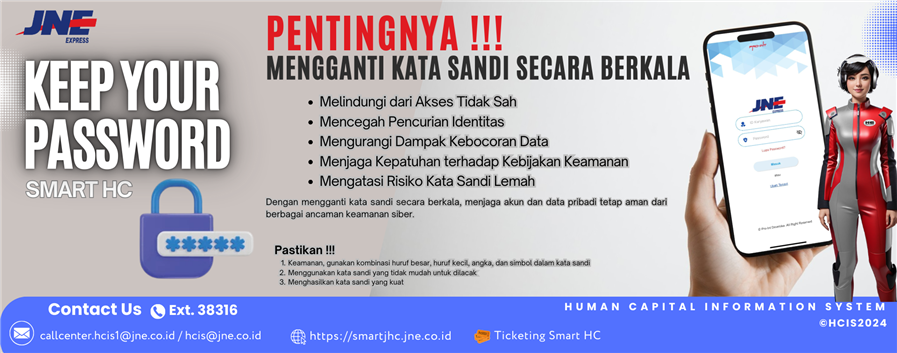 JNE
EXPRESS
KEEP YOUR
PASSWORD
SMART HC
PENTINGNYA !!!
MENGGANTI KATA SANDI SECARA BERKALA
• Melindungi dari Akses Tidak Sah
• Mencegah Pencurian Identitas
• Mengurangi Dampak Kebocoran Data
• Menjaga Kepatuhan terhadap Kebijakan Keamanan
• Mengatasi Risiko Kata Sandi Lemah
Dengan mengganti kata sandi secara berkala, menjaga akun dan data pribadi tetap aman dari
berbagai ancaman keamanan siber.
Pastikan !!!
1. Keamanan, gunakan kombinasi huruf besar, huruf kecil, angka, dan simbol dalam kata sandi
2. Menggunakan kata sandi yang tidak mudah untuk dilacak
3. Menghasilkan kata sandi yang kuat
*****
JNE
EXPRESS
Contact Us Ext. 38316
callcenter.hcis1@jne.co.id / hcis@jne.co.id
https://smartjhc.jne.co.id
Ticketing Smart HC
HUMAN CAPITAL INFORMATION SYSTEM
©HCIS2024